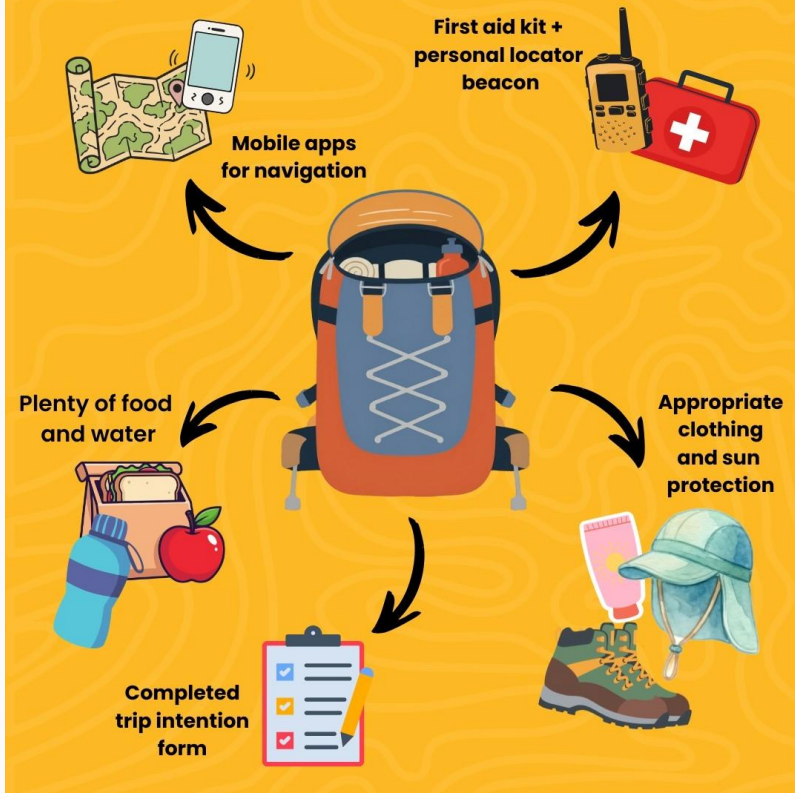 First aid kit +
personal locator
beacon
Mobile apps
for navigation
Plenty of food
and water
Appropriate
clothing
and sun
protection
Completed
trip intention
form